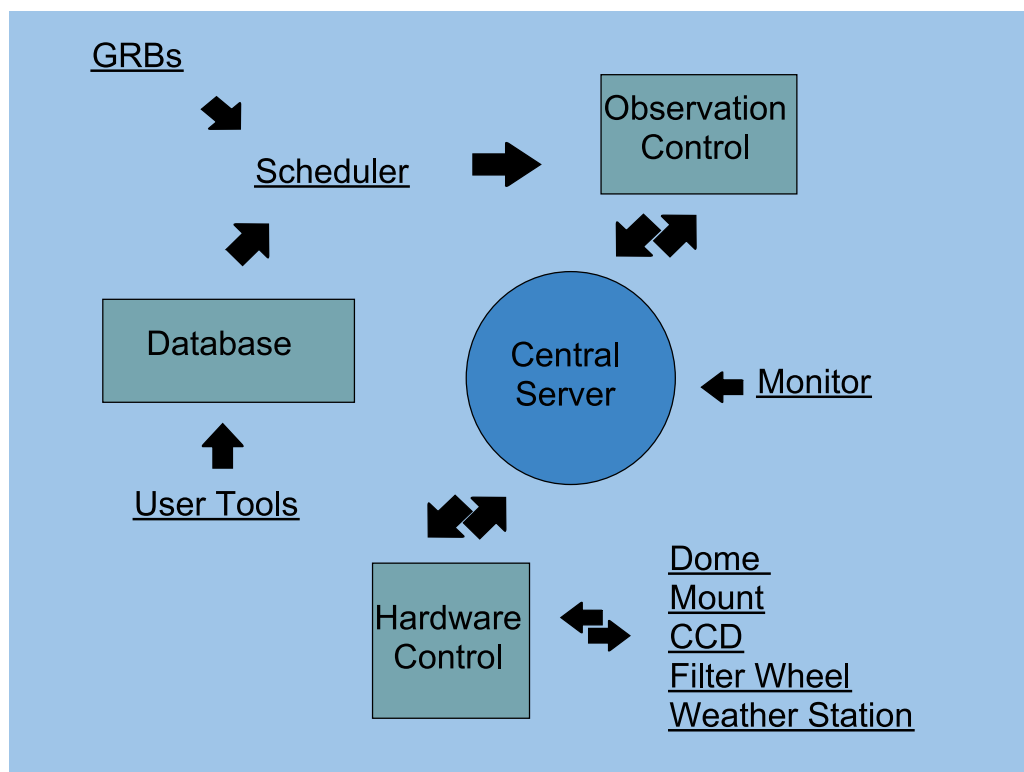 GRBs
Observation
Control
Scheduler
Database
Central
Server
Monitor
User Tools
Hardware
Control
Dome
Mount
CCD
Filter Wheel
Weather Station